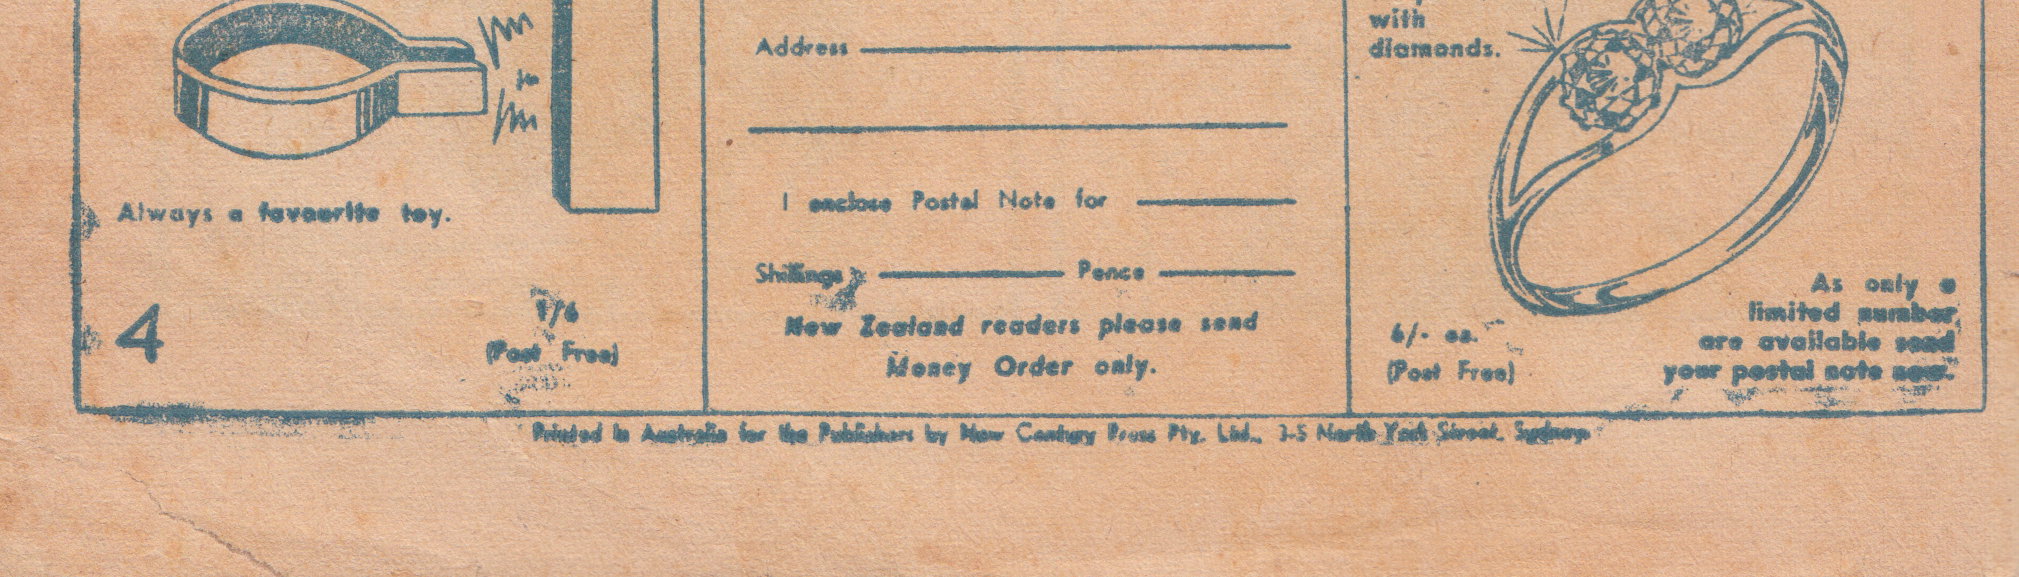 Always a favourite toy.
4
1/6
(Post Free)
Address
I enclose Postal Note for
Shillings Pence
New Zealand readers please send
Money Order only.
with
diamonds.
6/- ea.
(Post Free)
As only a
limited number
are available send
your postal note now.
Printed in Australia for the Publishers by New Century Press Pty. Ltd., 3-5 North York Street, Sydney.